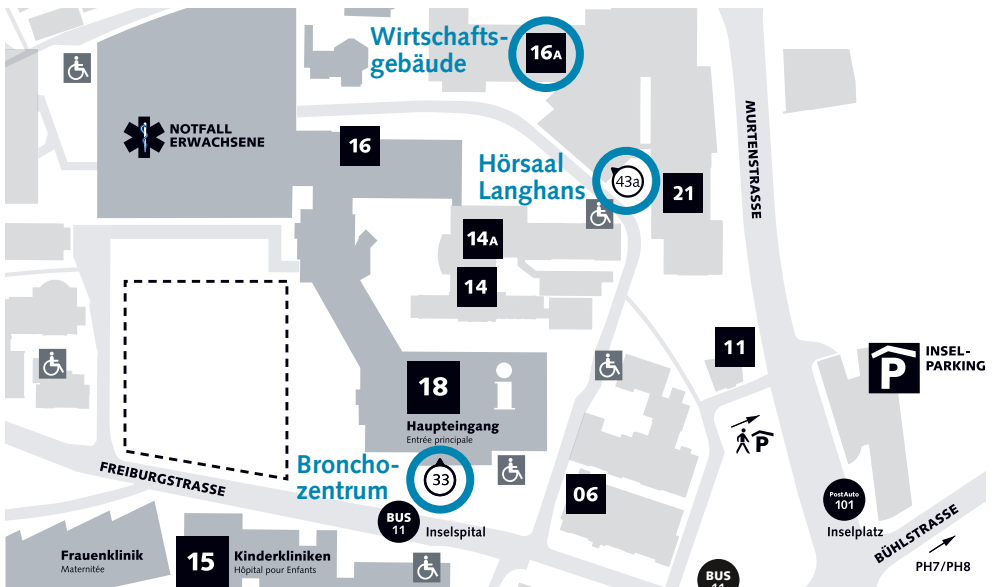 Wirtschafts-
gebäude
16A
NOTFALL
ERWACHSENE
16
Hörsaal
Langhans
43a
21
MURTENSTRASSE
14A
14
11
P
INSEL-
PARKING
18
Haupteingang
Entrée principale
P
Broncho-
zentrum
33
FREIBURGSTRASSE
06
BUS
11
Inselspital
PostAuto
101
Inselplatz
BÜHLSTRASSE
PH7/PH8
Frauenklinik
Maternitée
15
Kinderkliniken
Hôpital pour Enfants
BUS